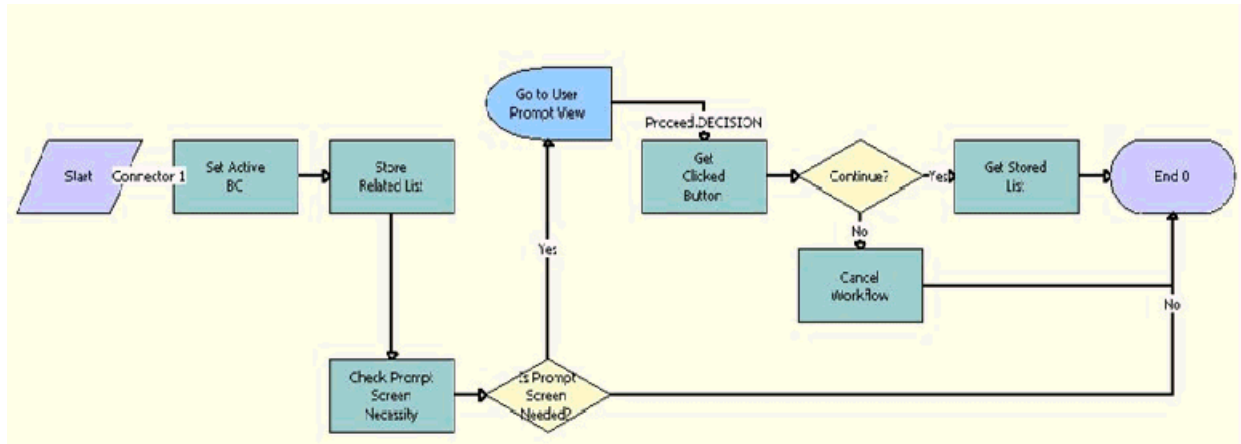 Start
Connector 1
Set Active
BC
Store
Related List
Go to User
Prompt View
Proceed.DECISION
Get
Clicked
Button
Continue?
Yes
Get Stored
List
End 0
No
Cancel
Workflow
Yes
No
Check Prompt
Screen
Necessity
Is Prompt
Screen
Needed?